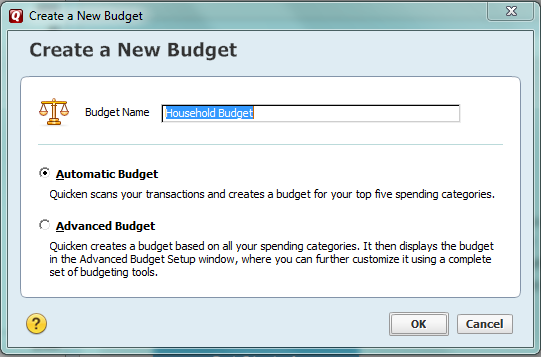 Create a New Budget
Create a New Budget
Budget Name Household Budget
Automatic Budget
Quicken scans your transactions and creates a budget for your top five spending categories.
Advanced Budget
Quicken creates a budget based on all your spending categories. It then displays the budget
in the Advanced Budget Setup window, where you can further customize it using a complete
set of budgeting tools.
? OK Cancel